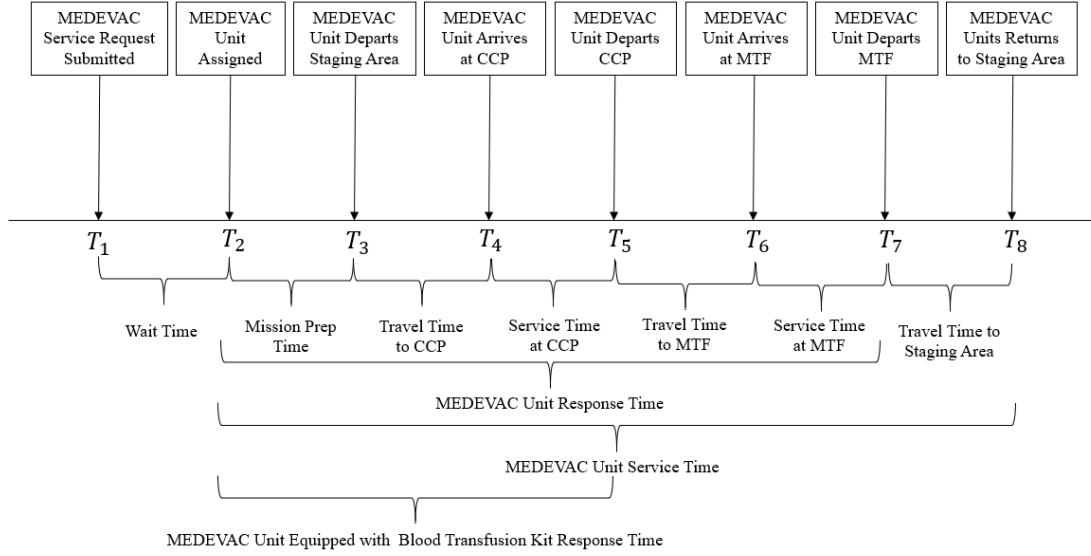 MEDEVAC
Service Request
Submitted
MEDEVAC
Unit
Assigned
MEDEVAC
Unit Departs
Staging Area
MEDEVAC
Unit Arrives
at CCP
MEDEVAC
Unit Departs
CCP
MEDEVAC
Unit Arrives
at MTF
MEDEVAC
Unit Departs
MTF
MEDEVAC
Units Returns
to Staging Area
T1
T2
T3
T4
T5
T6
T7
T8
Wait Time
Mission Prep
Time
Travel Time
to CCP
Service Time
at CCP
Travel Time
to MTF
Service Time
at MTF
Travel Time to
Staging Area
MEDEVAC Unit Response Time
MEDEVAC Unit Service Time
MEDEVAC Unit Equipped with Blood Transfusion Kit Response Time